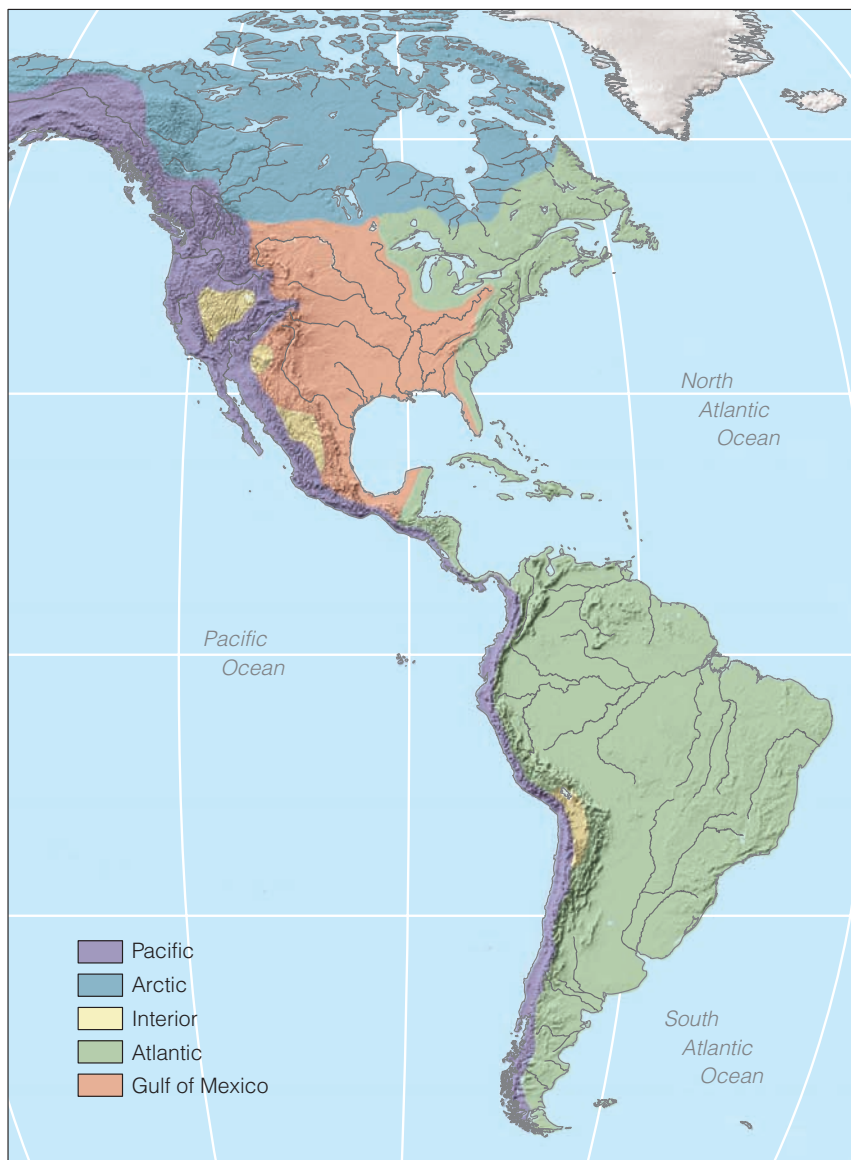 North
Atlantic
Ocean
Pacific
Ocean
Pacific
Arctic
Interior
Atlantic
Gulf of Mexico
South
Atlantic
Ocean